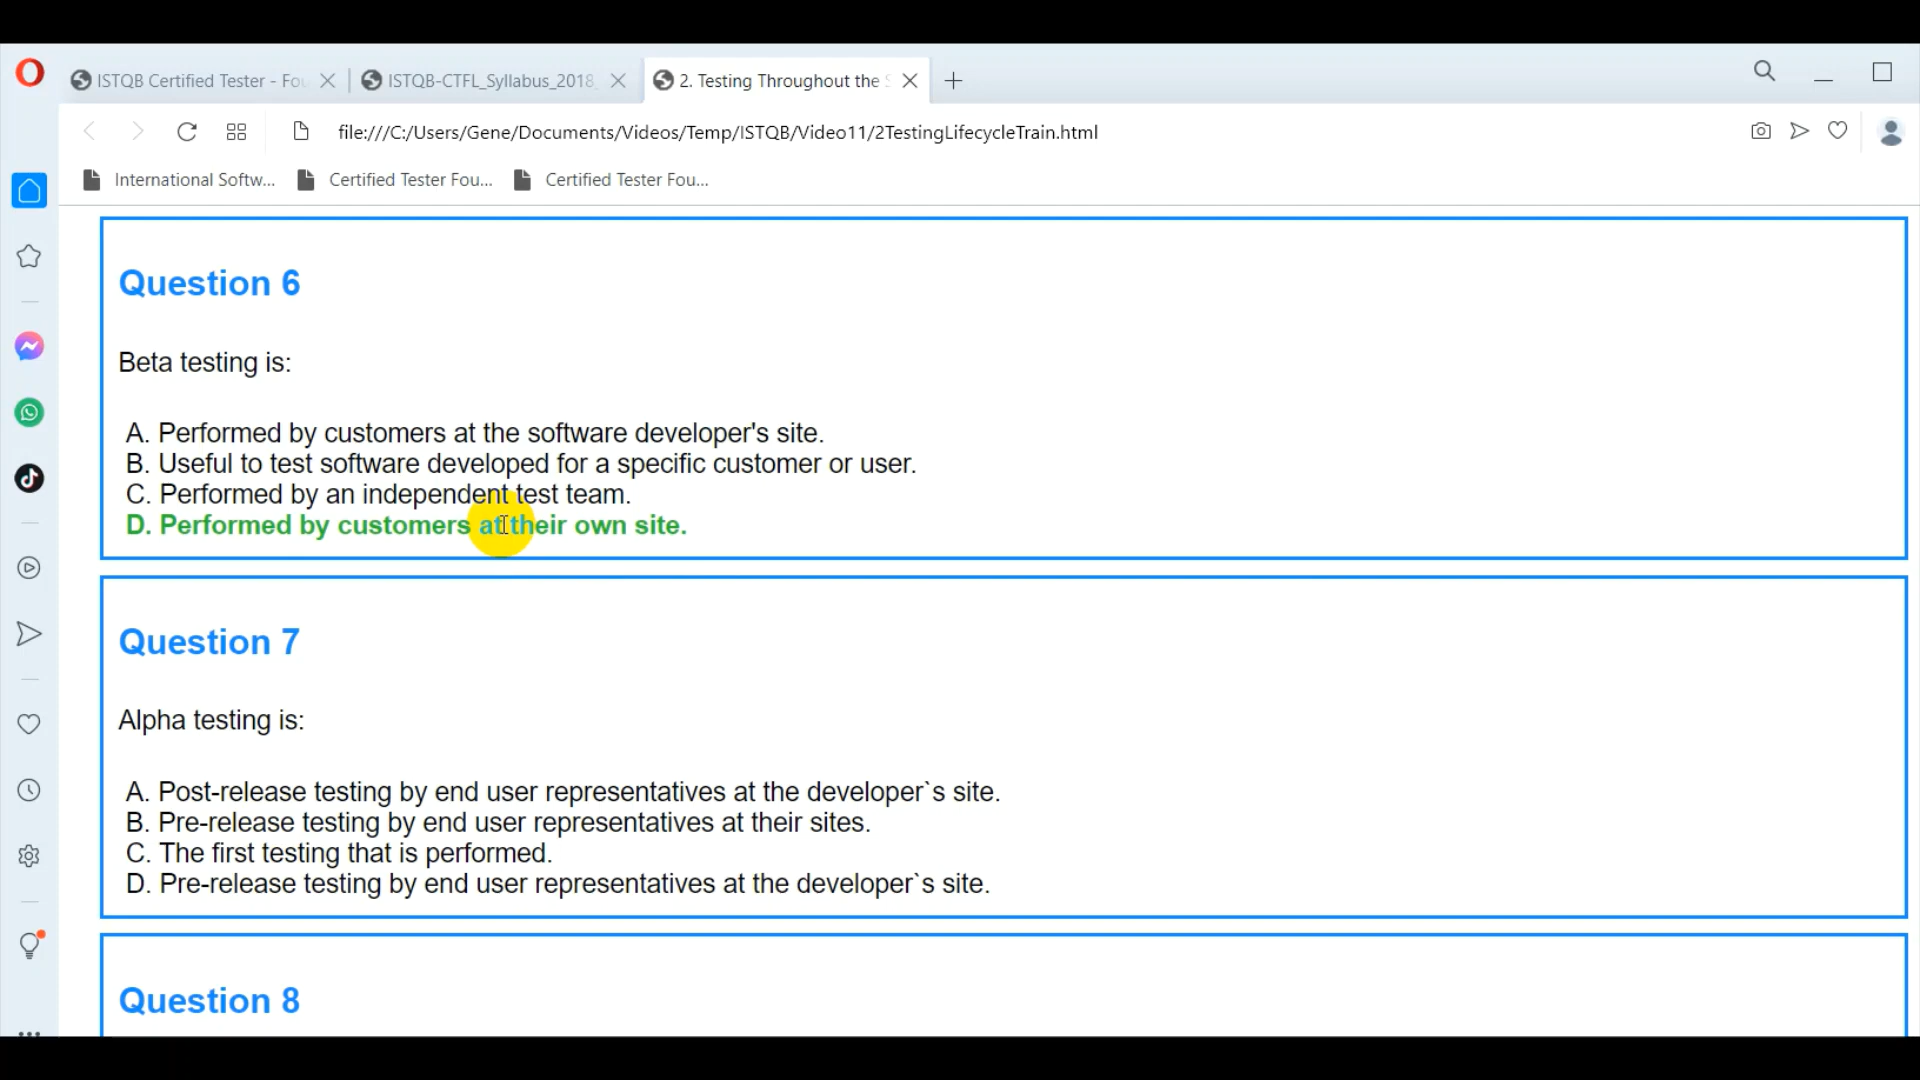 ISTQB Certified Tester - Fou
ISTQB-CTFL_Syllabus_2018_
2. Testing Throughout the S
file:///C:/Users/Gene/Documents/Videos/Temp/ISTQB/Video11/2TestingLifecycleTrain.html
International Softw...
Certified Tester Fou...
Certified Tester Fou...
Question 6
Beta testing is:
A. Performed by customers at the software developer's site.
B. Useful to test software developed for a specific customer or user.
C. Performed by an independent test team.
D. Performed by customers at their own site.
Question 7
Alpha testing is:
A. Post-release testing by end user representatives at the developer`s site.
B. Pre-release testing by end user representatives at their sites.
C. The first testing that is performed.
D. Pre-release testing by end user representatives at the developer`s site.
Question 8